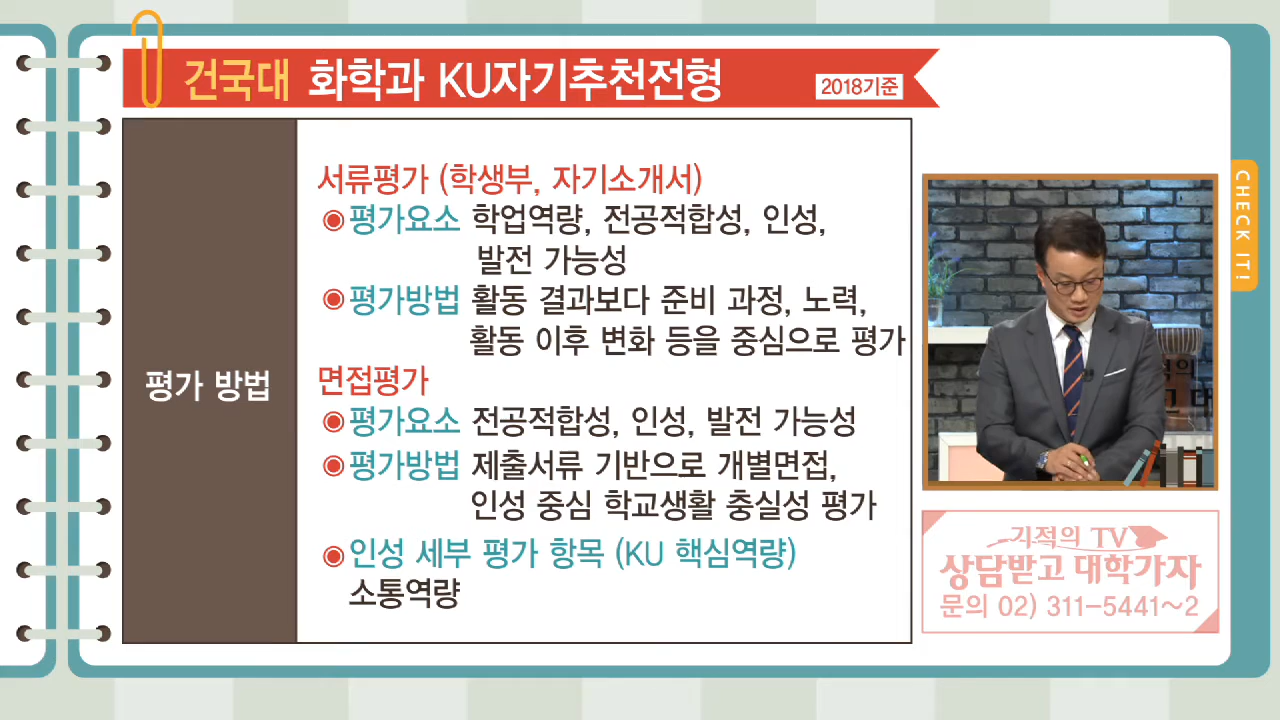 건국대 화학과 KU자기추천전형
2018기준
평가 방법
서류평가 (학생부, 자기소개서)
◉평가요소 학업역량, 전공적합성, 인성,
발전 가능성
◉평가방법 활동 결과보다 준비 과정, 노력,
활동 이후 변화 등을 중심으로 평가
면접평가
◉평가요소 전공적합성, 인성, 발전 가능성
◉평가방법 제출서류 기반으로 개별면접,
인성 중심 학교생활 충실성 평가
◉인성 세부 평가 항목 (KU 핵심역량)
소통역량
CHECK IT!
기적의 TV
상담받고 대학가자
문의 02) 311-5441~2